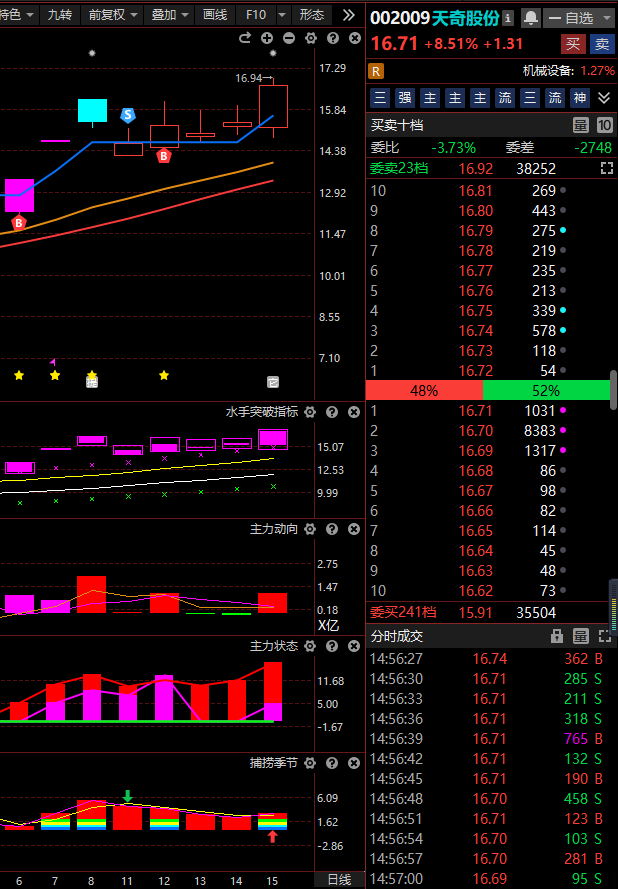 特色 九转 前复权 叠加 画线 F10 形态
16.94
17.29
15.84
14.38
12.92
11.47
10.01
8.55
7.10
S
B
B
水手突破指标
15.07
12.53
9.99
主力动向
2.75
1.47
0.18
X亿
主力状态
11.68
5.00
-1.67
捕捞季节
6.09
1.62
-2.86
6 7 8 11 12 13 14 15 日线
002009天奇股份 自选
16.71 +8.51% +1.31 买 卖
R 机械设备: 1.27%
三 强 主 主 主 流 三 流 神
买卖十档 量 10
委比 -3.73% 委差 -2748
委卖23档 16.92 38252
10 16.81 269
9 16.80 443
8 16.79 275
7 16.78 219
6 16.77 235
5 16.76 213
4 16.75 339
3 16.74 578
2 16.73 118
1 16.72 54
48% 52%
1 16.71 1031
2 16.70 8383
3 16.69 1317
4 16.68 86
5 16.67 98
6 16.66 82
7 16.65 114
8 16.64 45
9 16.63 48
10 16.62 73
委买241档 15.91 35504
分时成交 量
14:56:27 16.74 362 B
14:56:30 16.71 285 S
14:56:33 16.71 211 S
14:56:36 16.71 318 S
14:56:39 16.71 765 B
14:56:42 16.71 132 S
14:56:45 16.71 190 B
14:56:48 16.70 458 S
14:56:51 16.71 123 B
14:56:54 16.70 103 S
14:56:57 16.70 281 B
14:57:00 16.69 95 S